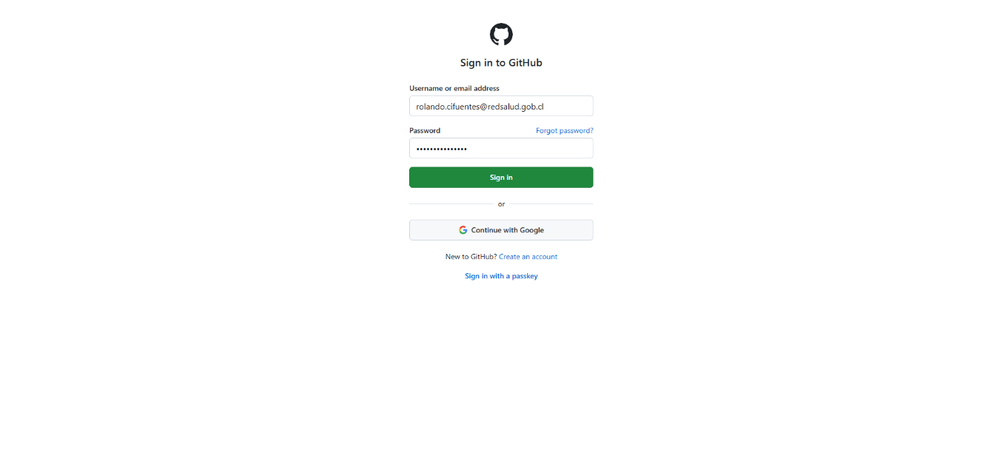 Sign in to GitHub
Username or email address
rolando.cifuentes@redsalud.gob.cl
Password Forgot password?
•••••••••••••••
Sign in
or
Continue with Google
New to GitHub? Create an account
Sign in with a passkey